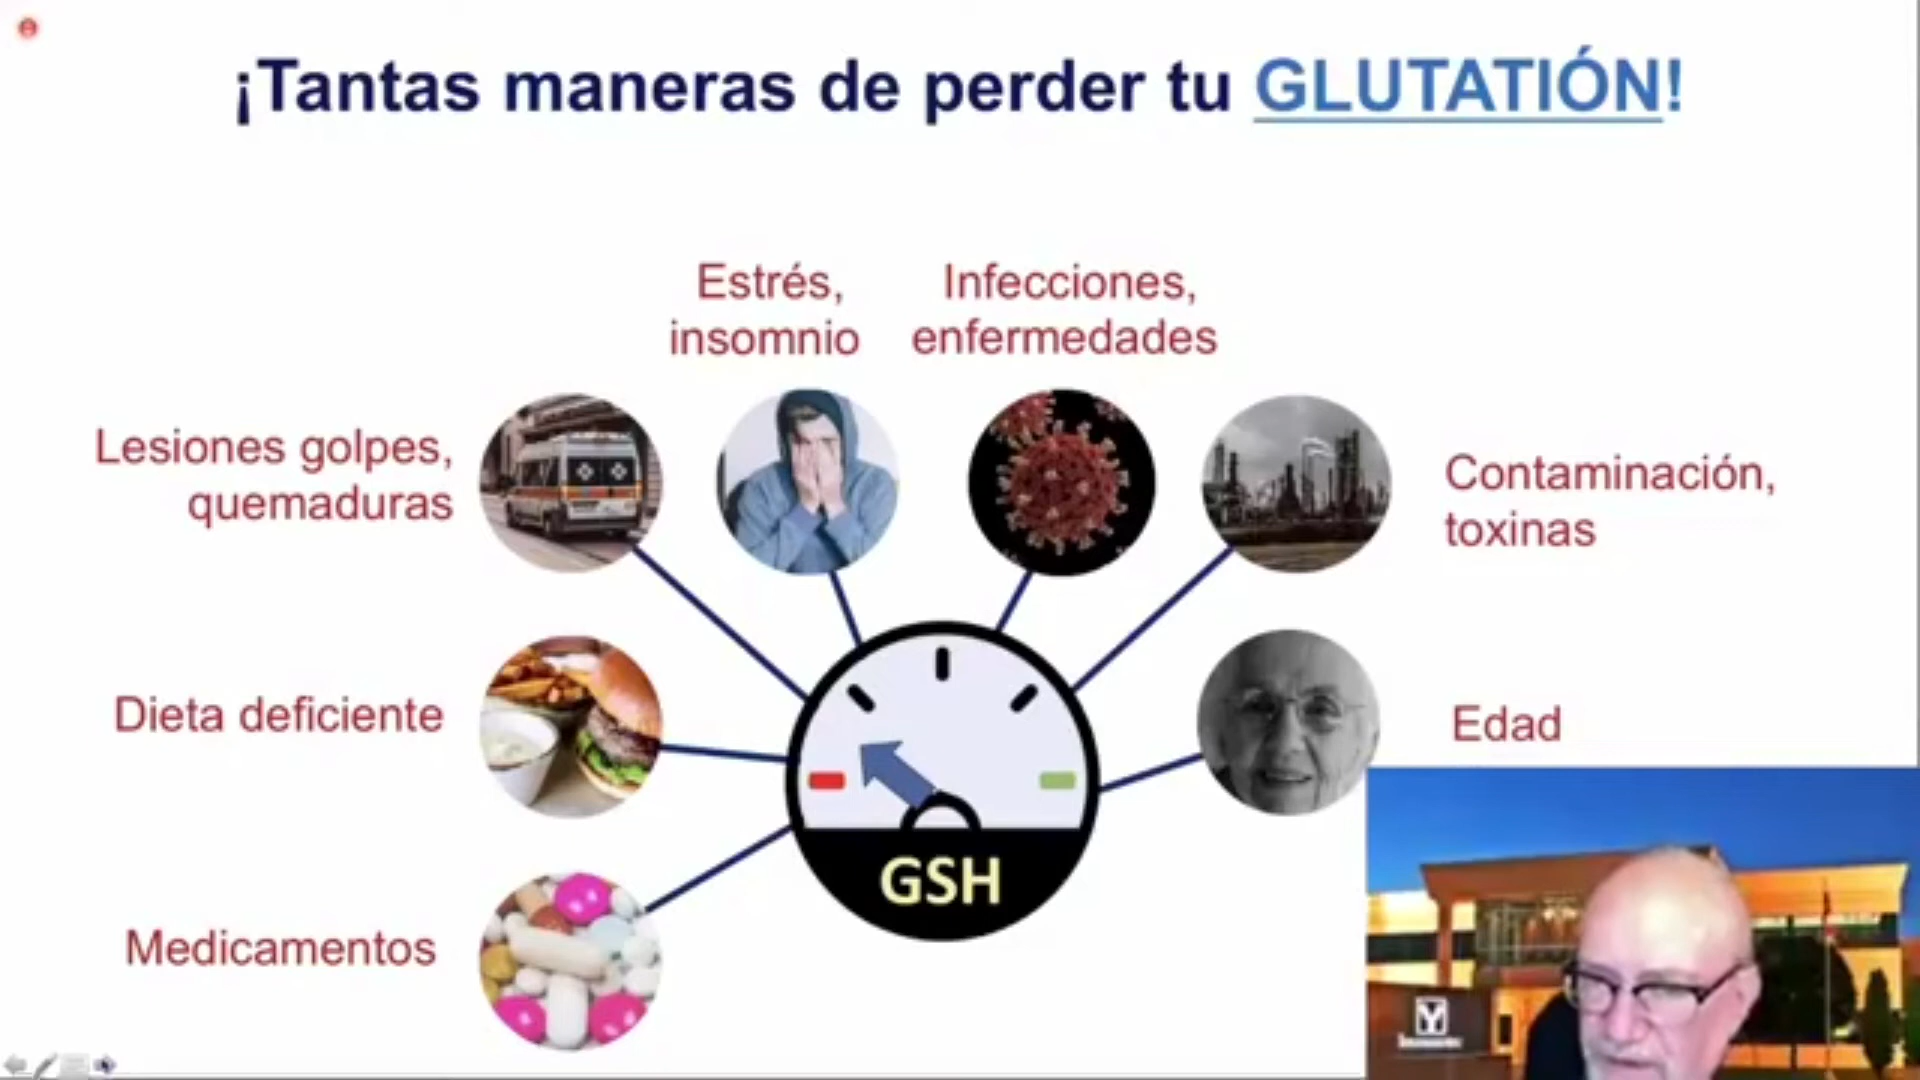 ¡Tantas maneras de perder tu GLUTATIÓN!
Estrés,
insomnio
Infecciones,
enfermedades
Lesiones golpes,
quemaduras
Contaminación,
toxinas
Dieta deficiente
Edad
GSH
Medicamentos